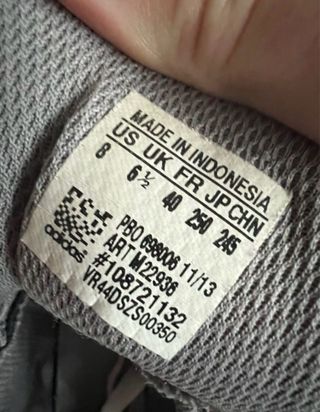 MADE IN INDONESIA
US UK FR JP CHN
8 6½ 40 250 245
PBO 698006 11/13
ART M22936
#108721132
VR44DSZS00350
adidas